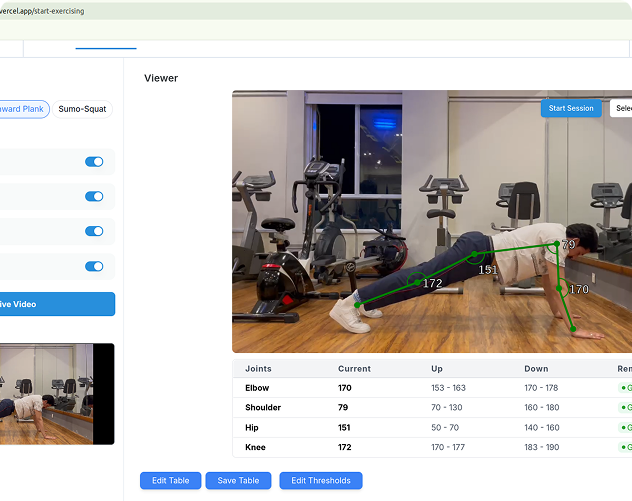 vercel.app/start-exercising
Viewer
ward Plank
Sumo-Squat
Start Session
Selec
79
151
172
170
ive Video
Joints Current Up Down Rem
Elbow 170 153 - 163 170 - 178 G
Shoulder 79 70 - 130 160 - 180 G
Hip 151 50 - 70 140 - 160 G
Knee 172 170 - 177 183 - 190 G
Edit Table Save Table Edit Thresholds